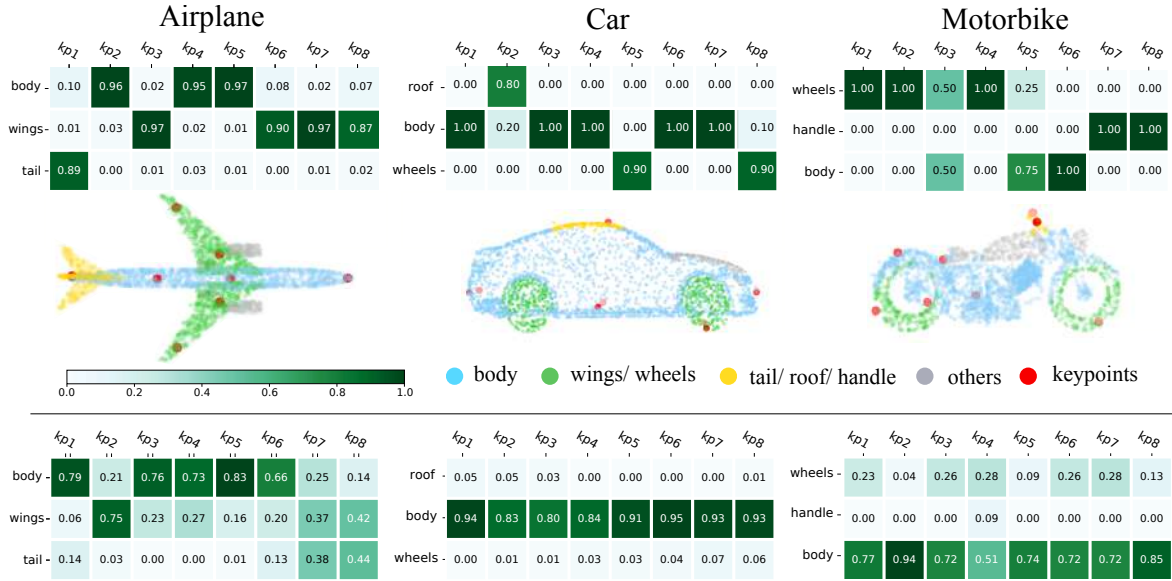 Airplane Car Motorbike
kp1 kp2 kp3 kp4 kp5 kp6 kp7 kp8 kp1 kp2 kp3 kp4 kp5 kp6 kp7 kp8 kp1 kp2 kp3 kp4 kp5 kp6 kp7 kp8
body 0.10 0.96 0.02 0.95 0.97 0.08 0.02 0.07 roof 0.00 0.80 0.00 0.00 0.00 0.00 0.00 0.00 wheels 1.00 1.00 0.50 1.00 0.25 0.00 0.00 0.00
wings 0.01 0.03 0.97 0.02 0.01 0.90 0.97 0.87 body 1.00 0.20 1.00 1.00 0.00 1.00 1.00 0.10 handle 0.00 0.00 0.00 0.00 0.00 0.00 1.00 1.00
tail 0.89 0.00 0.01 0.03 0.01 0.01 0.01 0.02 wheels 0.00 0.00 0.00 0.00 0.90 0.00 0.00 0.90 body 0.00 0.00 0.50 0.00 0.75 1.00 0.00 0.00
0.0 0.2 0.4 0.6 0.8 1.0
body wings/ wheels tail/ roof/ handle others keypoints
kp1 kp2 kp3 kp4 kp5 kp6 kp7 kp8 kp1 kp2 kp3 kp4 kp5 kp6 kp7 kp8 kp1 kp2 kp3 kp4 kp5 kp6 kp7 kp8
body 0.79 0.21 0.76 0.73 0.83 0.66 0.25 0.14 roof 0.05 0.05 0.03 0.00 0.00 0.00 0.00 0.01 wheels 0.23 0.04 0.26 0.28 0.09 0.26 0.28 0.13
wings 0.06 0.75 0.23 0.27 0.16 0.20 0.37 0.42 body 0.94 0.83 0.80 0.84 0.91 0.95 0.93 0.93 handle 0.00 0.00 0.00 0.09 0.00 0.00 0.00 0.00
tail 0.14 0.03 0.00 0.00 0.01 0.13 0.38 0.44 wheels 0.00 0.01 0.01 0.03 0.03 0.04 0.07 0.06 body 0.77 0.94 0.72 0.51 0.74 0.72 0.72 0.85